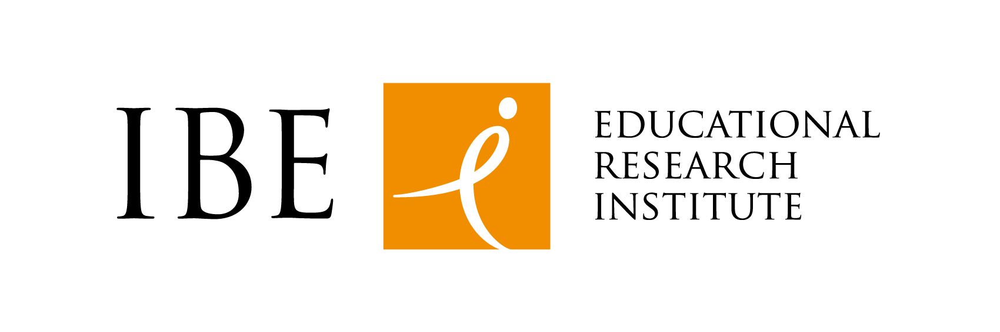 IBE
EDUCATIONAL
RESEARCH
INSTITUTE